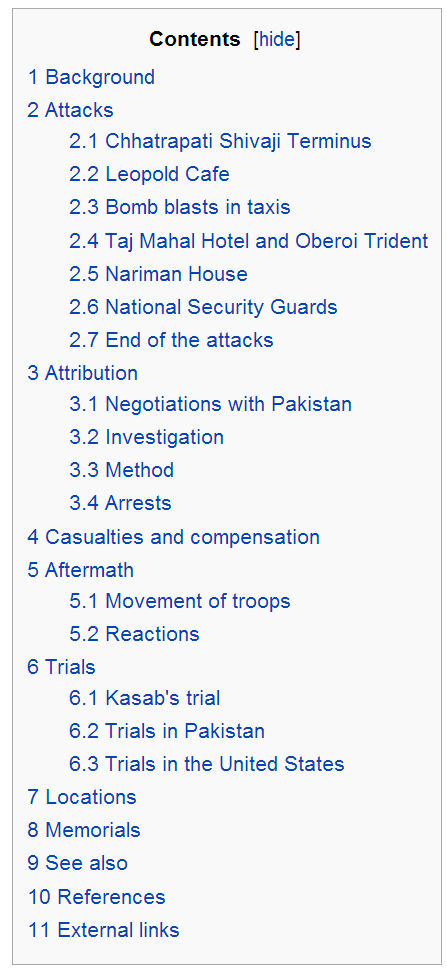 Contents [hide]
1 Background
2 Attacks
2.1 Chhatrapati Shivaji Terminus
2.2 Leopold Cafe
2.3 Bomb blasts in taxis
2.4 Taj Mahal Hotel and Oberoi Trident
2.5 Nariman House
2.6 National Security Guards
2.7 End of the attacks
3 Attribution
3.1 Negotiations with Pakistan
3.2 Investigation
3.3 Method
3.4 Arrests
4 Casualties and compensation
5 Aftermath
5.1 Movement of troops
5.2 Reactions
6 Trials
6.1 Kasab's trial
6.2 Trials in Pakistan
6.3 Trials in the United States
7 Locations
8 Memorials
9 See also
10 References
11 External links